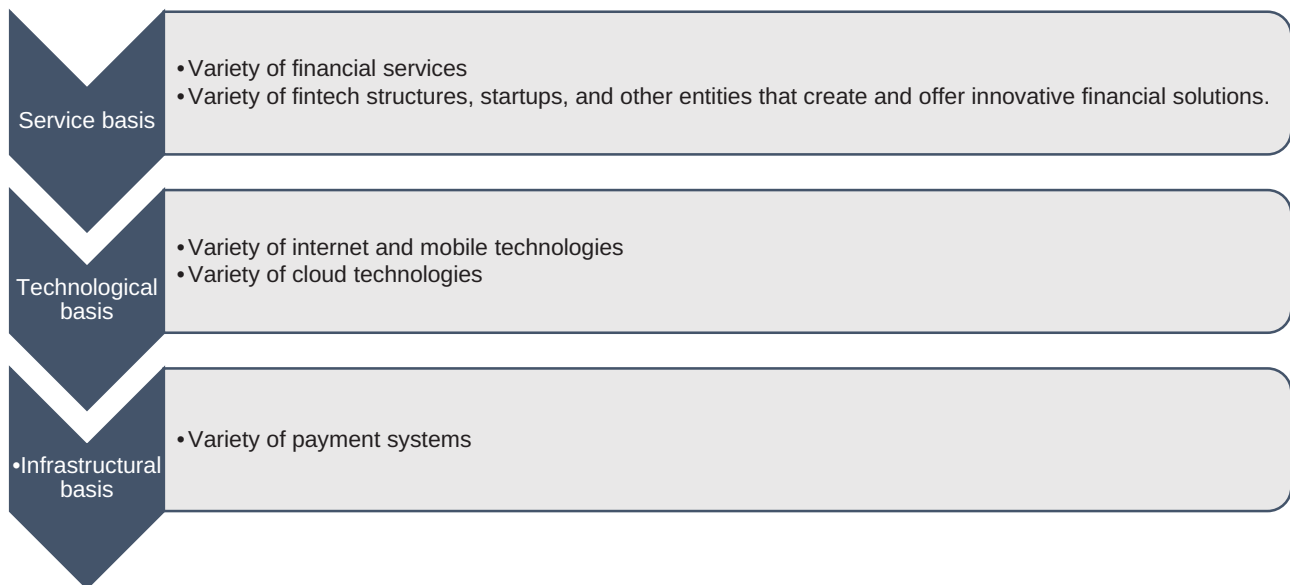 Service basis
•Variety of financial services
•Variety of fintech structures, startups, and other entities that create and offer innovative financial solutions.
Technological
basis
•Variety of internet and mobile technologies
•Variety of cloud technologies
•Infrastructural
basis
•Variety of payment systems